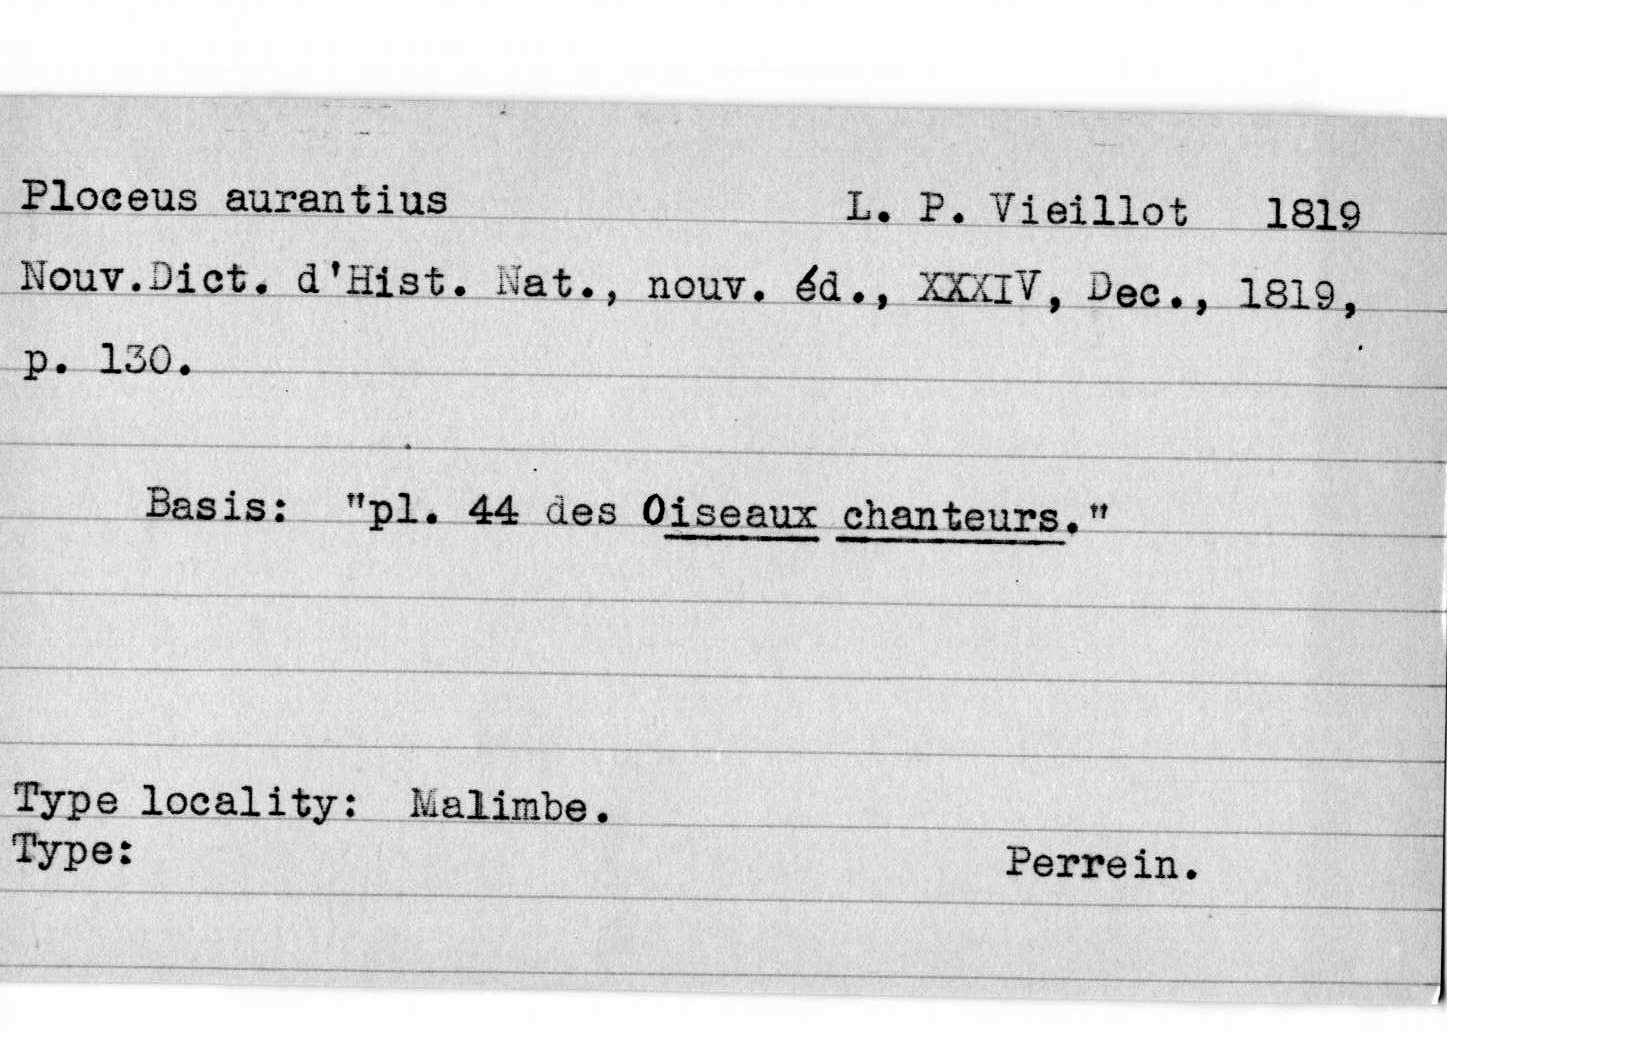 Ploceus aurantius L. P. Vieillot 1819
Nouv.Dict. d'Hist. Nat., nouv. éd., XXXIV, Dec., 1819,
p. 130.
Basis: "pl. 44 des Oiseaux chanteurs."
Type locality: Malimbe.
Type: Perrein.